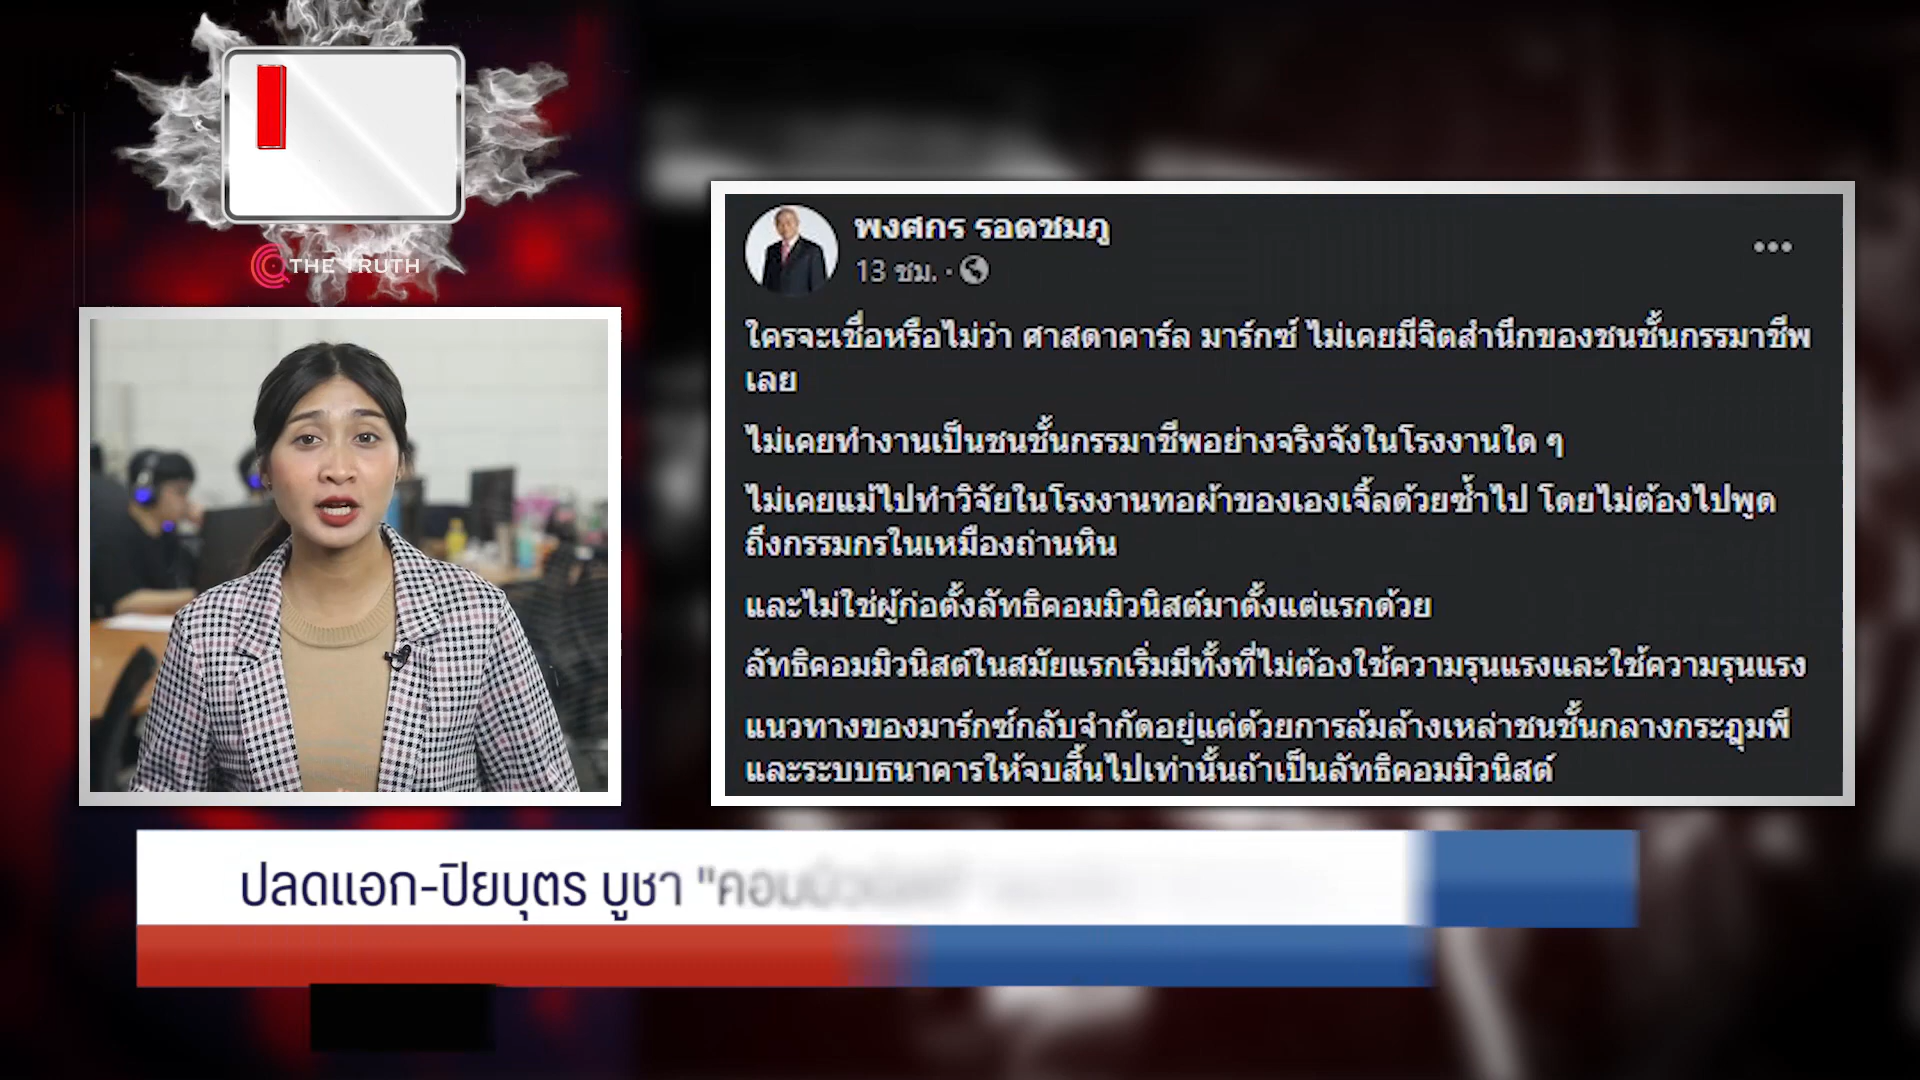 THE TRUTH
พงศกร รอดชมภู
13 ชม. ·
ใครจะเชื่อหรือไม่ว่า ศาสดาคาร์ล มาร์กซ์ ไม่เคยมีจิตสำนึกของชนชั้นกรรมาชีพ
เลย
ไม่เคยทำงานเป็นชนชั้นกรรมาชีพอย่างจริงจังในโรงงานใด ๆ
ไม่เคยแม้ไปทำวิจัยในโรงงานทอผ้าของเองเจิ้ลด้วยซ้ำไป โดยไม่ต้องไปพูด
ถึงกรรมกรในเหมืองถ่านหิน
และไม่ใช่ผู้ก่อตั้งลัทธิคอมมิวนิสต์มาตั้งแต่แรกด้วย
ลัทธิคอมมิวนิสต์ในสมัยแรกเริ่มมีทั้งที่ไม่ต้องใช้ความรุนแรงและใช้ความรุนแรง
แนวทางของมาร์กซ์กลับจำกัดอยู่แต่ด้วยการล้มล้างเหล่าชนชั้นกลางกระฎุมพี
และระบบธนาคารให้จบสิ้นไปเท่านั้นถ้าเป็นลัทธิคอมมิวนิสต์
ปลดแอก-ปิยบุตร บูชา "คอมมิวนิสต์